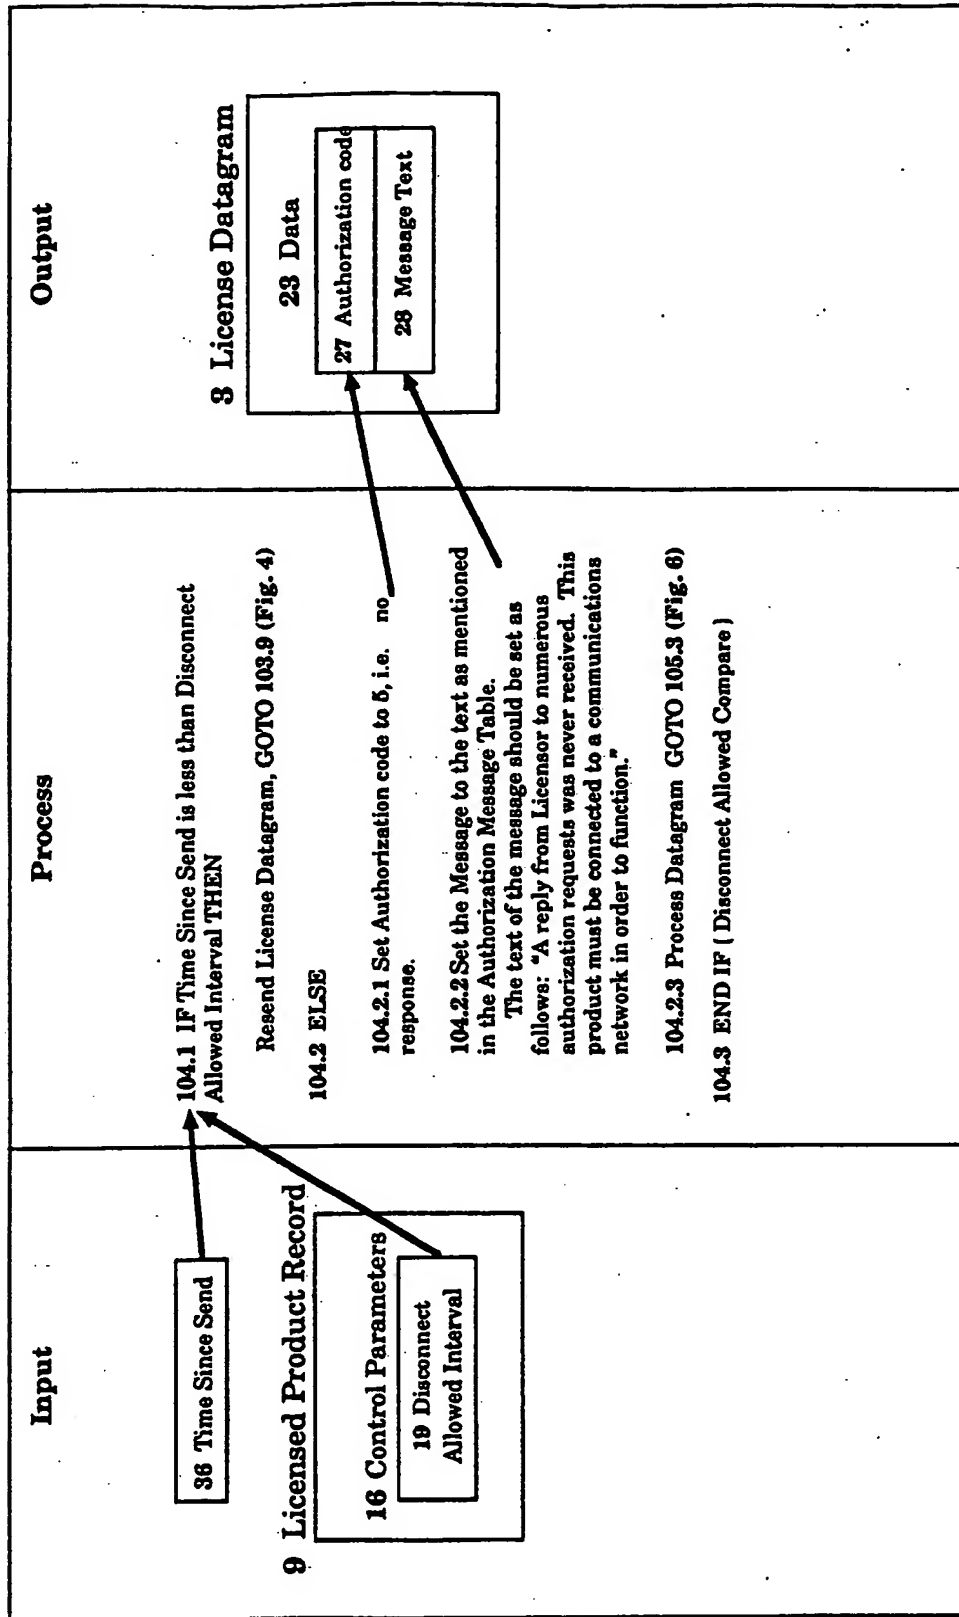 Input
36 Time Since Send
9 Licensed Product Record
16 Control Parameters
19 Disconnect
Allowed Interval
Process
104.1 IF Time Since Send is less than Disconnect
Allowed Interval THEN
Resend License Datagram, GOTO 103.9 (Fig. 4)
104.2 ELSE
104.2.1 Set Authorization code to 5, i.e. no
response.
104.2.2 Set the Message to the text as mentioned
in the Authorization Message Table.
The text of the message should be set as
follows: "A reply from Licensor to numerous
authorization requests was never received. This
product must be connected to a communications
network in order to function."
104.2.3 Process Datagram GOTO 105.3 (Fig. 6)
104.3 END IF ( Disconnect Allowed Compare )
Output
3 License Datagram
23 Data
27 Authorization code
28 Message Text